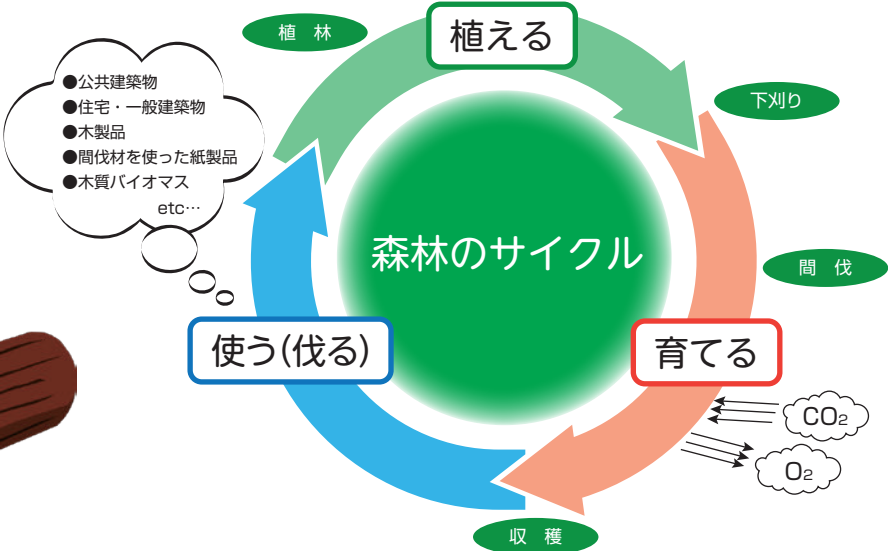 植林
植える
●公共建築物
●住宅・一般建築物
●木製品
●間伐材を使った紙製品
●木質バイオマス
etc…
下刈り
森林のサイクル
間伐
使う(伐る)
育てる
CO₂
O₂
収穫